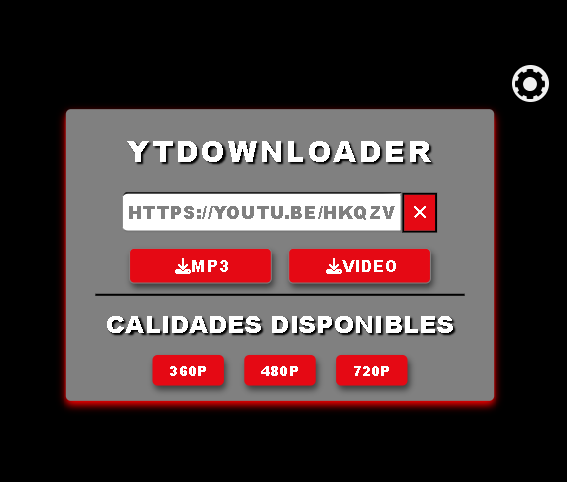 YTDOWNLOADER
HTTPS://YOUTU.BE/HKQZV
MP3
VIDEO
CALIDADES DISPONIBLES
360P
480P
720P